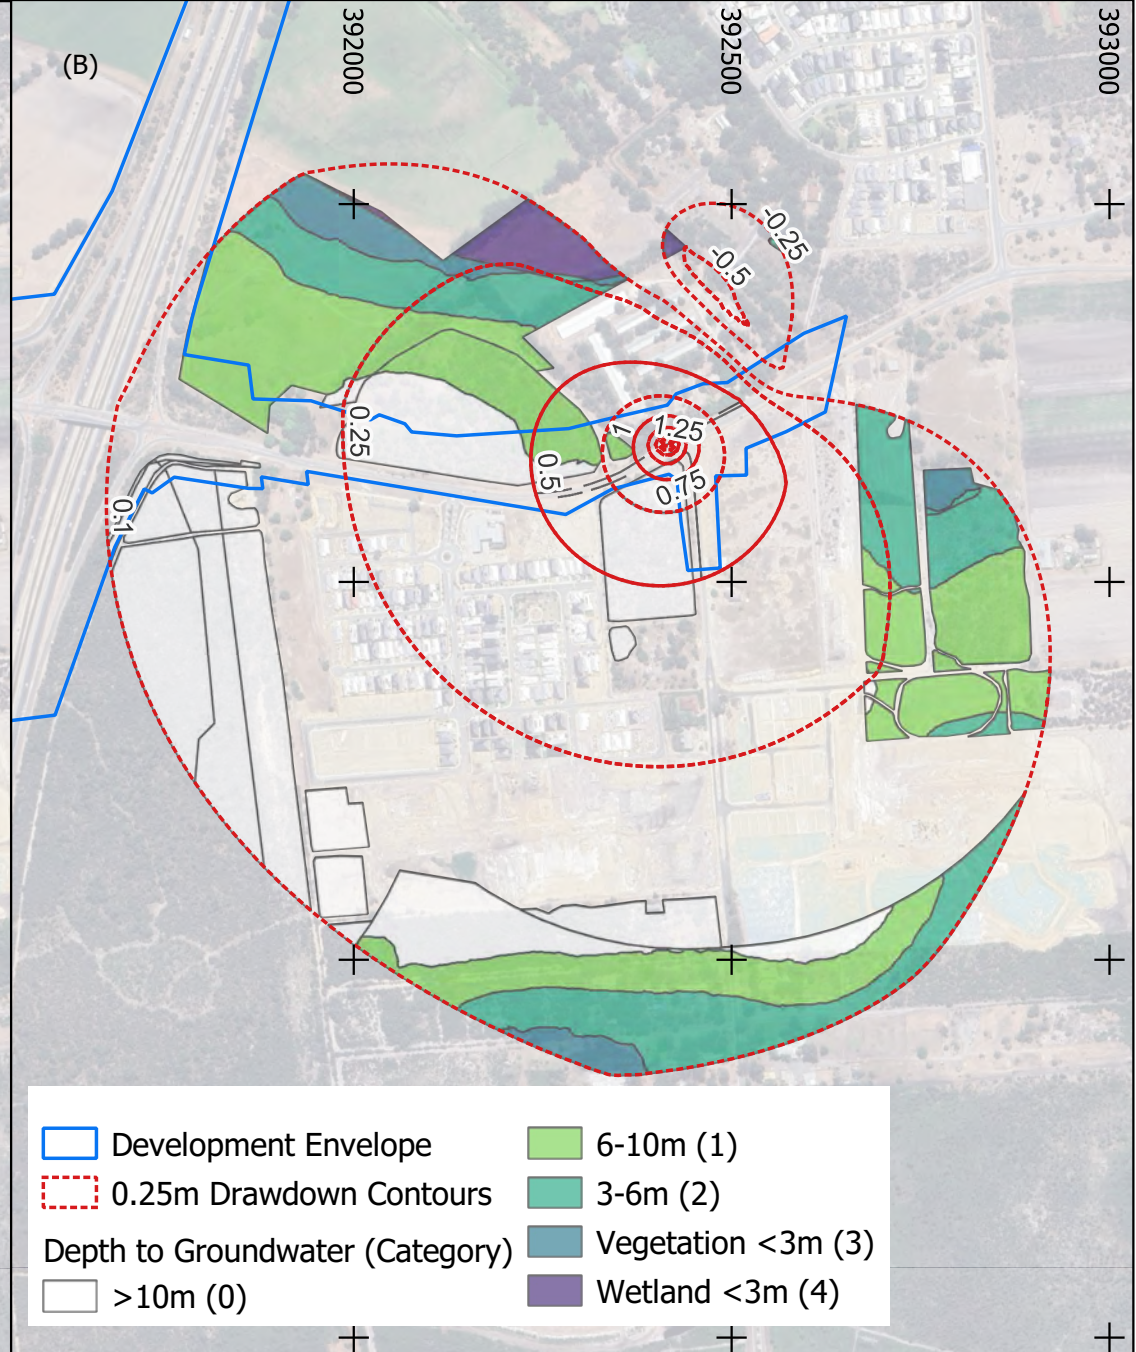 (B)
392000
392500
393000
-0.25
-0.5
0.25
1
1.25
0.5
0.75
0.1
Development Envelope
0.25m Drawdown Contours
Depth to Groundwater (Category)
>10m (0)
6-10m (1)
3-6m (2)
Vegetation <3m (3)
Wetland <3m (4)